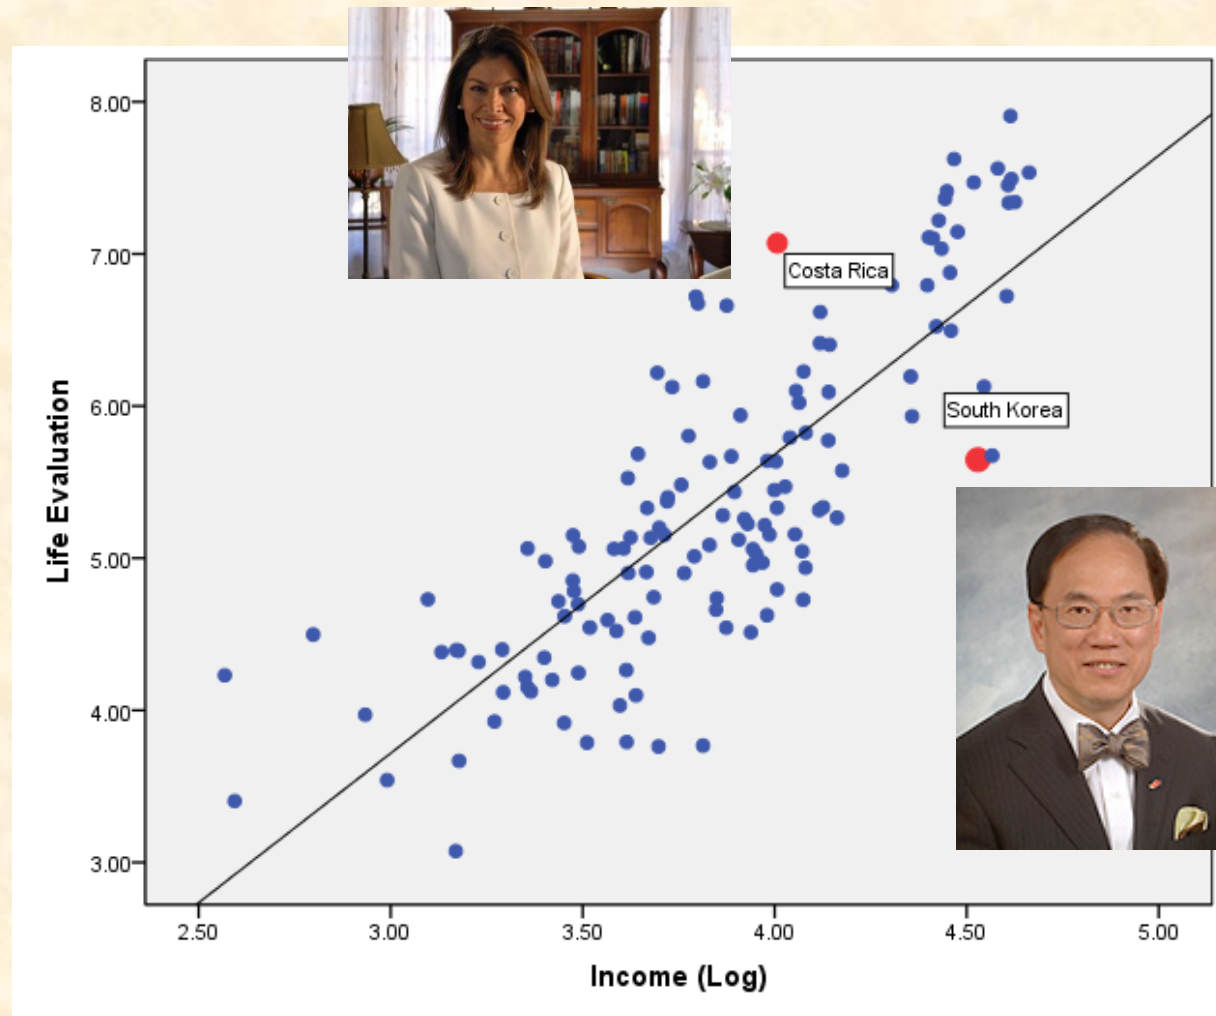 8.00
7.00
Costa Rica
6.00
South Korea
5.00
4.00
3.00
Life Evaluation
2.50 3.00 3.50 4.00 4.50 5.00
Income (Log)